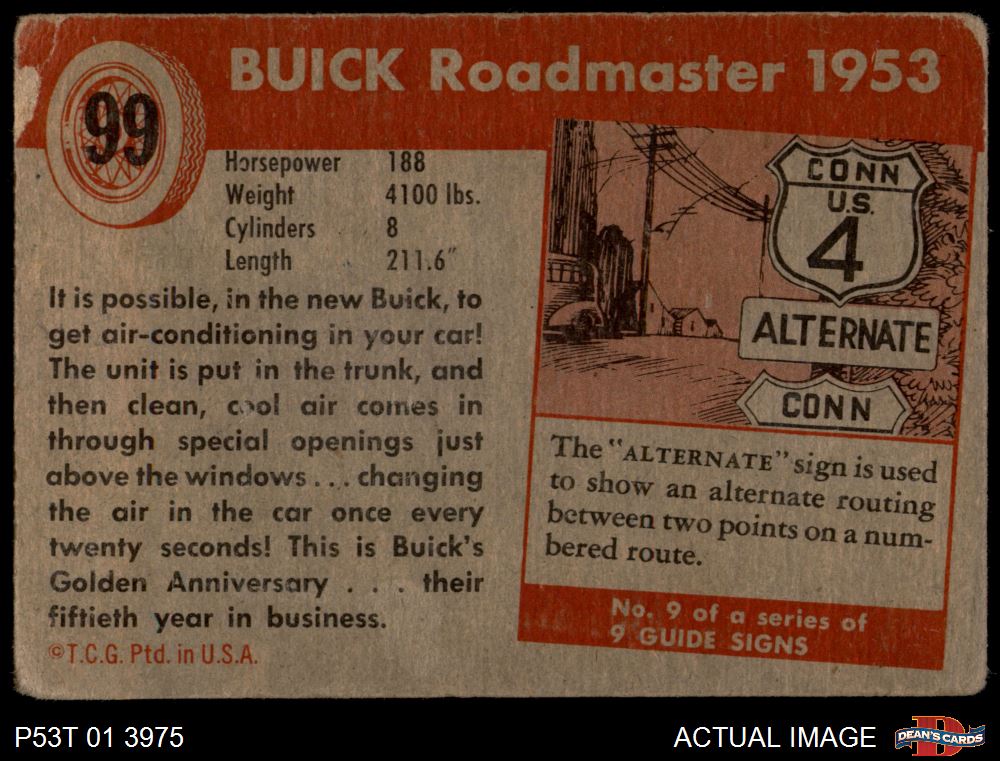 99
BUICK Roadmaster 1953
Horsepower 188
Weight 4100 lbs.
Cylinders 8
Length 211.6"
It is possible, in the new Buick, to
get air-conditioning in your car!
The unit is put in the trunk, and
then clean, cool air comes in
through special openings just
above the windows . . . changing
the air in the car once every
twenty seconds! This is Buick's
Golden Anniversary . . . their
fiftieth year in business.
©T.C.G. Ptd. in U.S.A.
CONN
U.S.
4
ALTERNATE
CONN
The "ALTERNATE" sign is used
to show an alternate routing
between two points on a num-
bered route.
No. 9 of a series of
9 GUIDE SIGNS
P53T 01 3975
ACTUAL IMAGE
D
DEAN'S CARDS